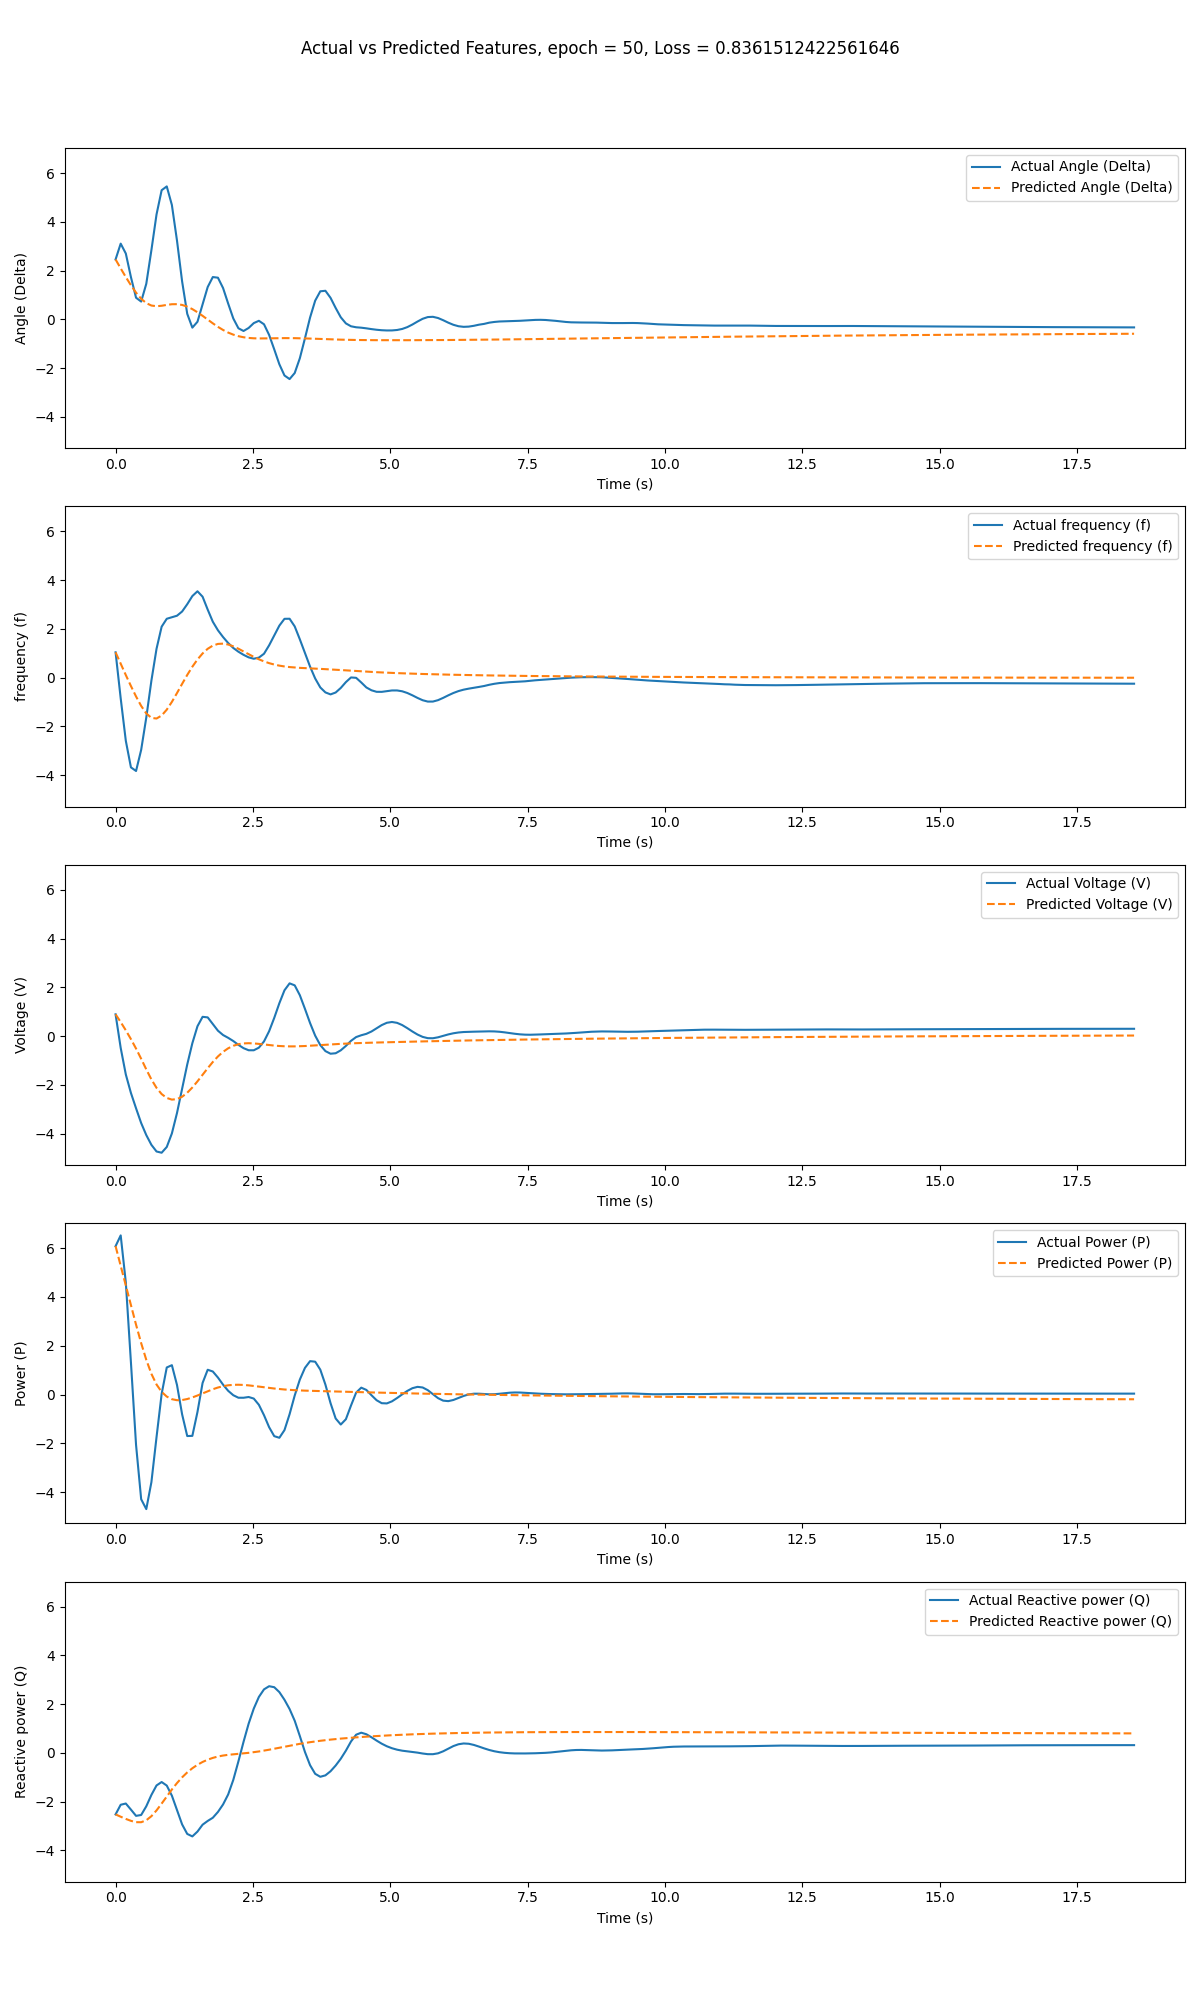 Actual vs Predicted Features, epoch = 50, Loss = 0.8361512422561646
Actual Angle (Delta)
Predicted Angle (Delta)
Angle (Delta)
6
4
2
0
−2
−4
0.0 2.5 5.0 7.5 10.0 12.5 15.0 17.5
Time (s)
Actual frequency (f)
Predicted frequency (f)
frequency (f)
6
4
2
0
−2
−4
0.0 2.5 5.0 7.5 10.0 12.5 15.0 17.5
Time (s)
Actual Voltage (V)
Predicted Voltage (V)
Voltage (V)
6
4
2
0
−2
−4
0.0 2.5 5.0 7.5 10.0 12.5 15.0 17.5
Time (s)
Actual Power (P)
Predicted Power (P)
Power (P)
6
4
2
0
−2
−4
0.0 2.5 5.0 7.5 10.0 12.5 15.0 17.5
Time (s)
Actual Reactive power (Q)
Predicted Reactive power (Q)
Reactive power (Q)
6
4
2
0
−2
−4
0.0 2.5 5.0 7.5 10.0 12.5 15.0 17.5
Time (s)